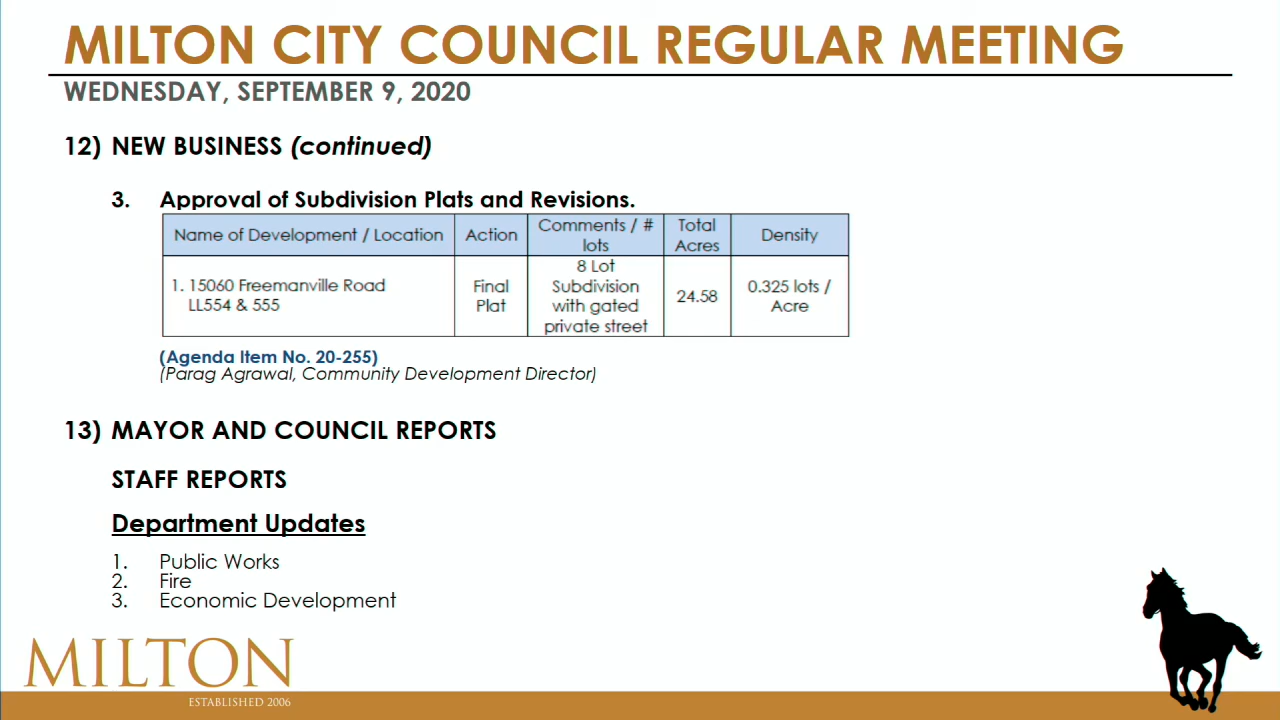 MILTON CITY COUNCIL REGULAR MEETING
WEDNESDAY, SEPTEMBER 9, 2020
12) NEW BUSINESS (continued)
3. Approval of Subdivision Plats and Revisions.
Name of Development / Location Action Comments / # lots Total Acres Density
1. 15060 Freemanville Road LL554 & 555 Final Plat 8 Lot Subdivision with gated private street 24.58 0.325 lots / Acre
(Agenda Item No. 20-255)
(Parag Agrawal, Community Development Director)
13) MAYOR AND COUNCIL REPORTS
STAFF REPORTS
Department Updates
1. Public Works
2. Fire
3. Economic Development
MILTON
ESTABLISHED 2006